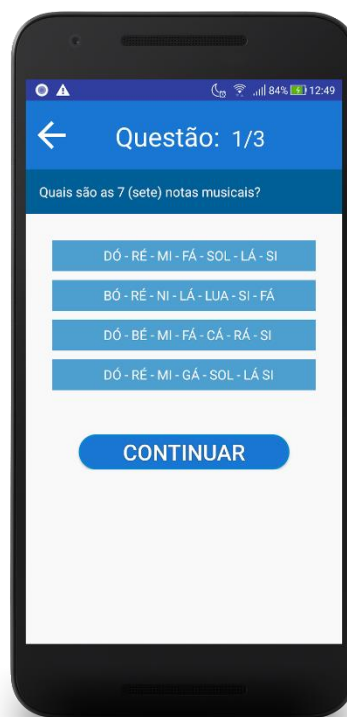 84% 12:49
Questão: 1/3
Quais são as 7 (sete) notas musicais?
DÓ - RÉ - MI - FÁ - SOL - LÁ - SI
BÓ - RÉ - NI - LÁ - LUA - SI - FÁ
DÓ - BÉ - MI - FÁ - CÁ - RÁ - SI
DÓ - RÉ - MI - GÁ - SOL - LÁ SI
CONTINUAR